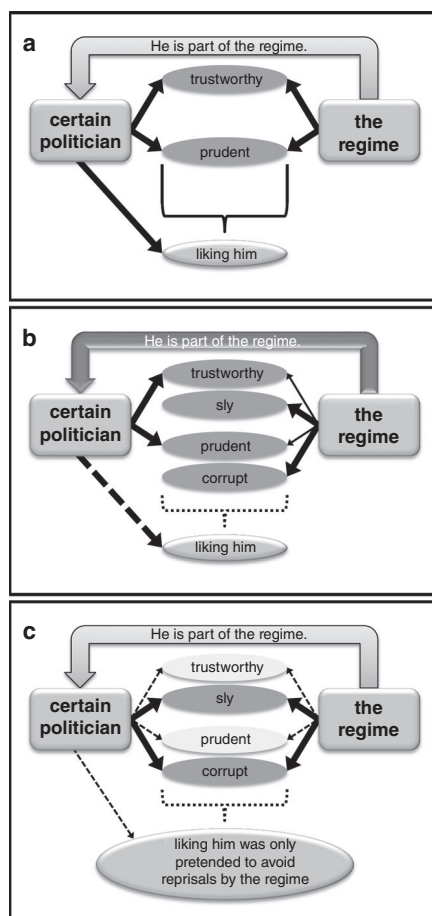 a
He is part of the regime.
certain
politician
trustworthy
prudent
the
regime
liking him
b
He is part of the regime.
certain
politician
trustworthy
sly
prudent
corrupt
the
regime
liking him
c
He is part of the regime.
certain
politician
trustworthy
sly
prudent
corrupt
the
regime
liking him was only
pretended to avoid
reprisals by the regime